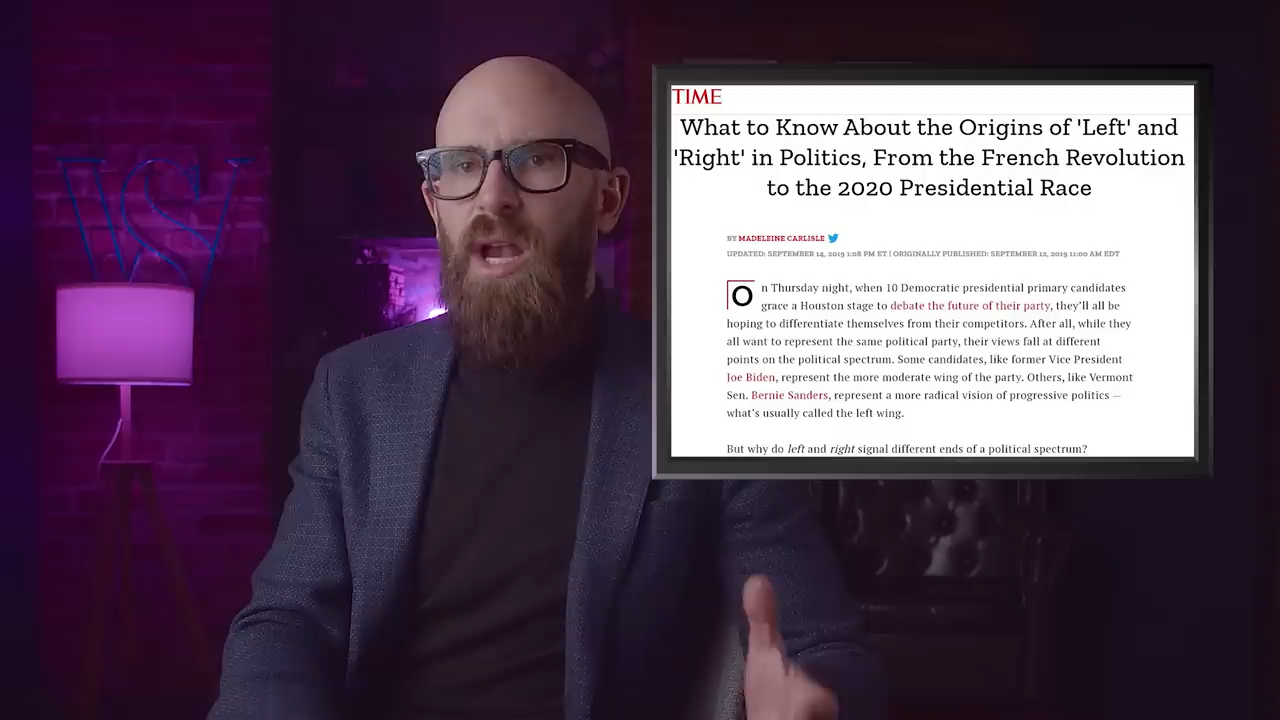 VS
TIME
What to Know About the Origins of 'Left' and
'Right' in Politics, From the French Revolution
to the 2020 Presidential Race
BY MADELEINE CARLISLE
UPDATED: SEPTEMBER 14, 2019 1:08 PM ET | ORIGINALLY PUBLISHED: SEPTEMBER 12, 2019 11:00 AM EDT
On Thursday night, when 10 Democratic presidential primary candidates
grace a Houston stage to debate the future of their party, they'll all be
hoping to differentiate themselves from their competitors. After all, while they
all want to represent the same political party, their views fall at different
points on the political spectrum. Some candidates, like former Vice President
Joe Biden, represent the more moderate wing of the party. Others, like Vermont
Sen. Bernie Sanders, represent a more radical vision of progressive politics —
what's usually called the left wing.
But why do left and right signal different ends of a political spectrum?